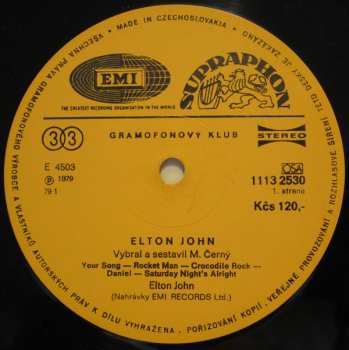 VŠECHNA PRÁVA GRAMOFONOVÉHO VÝROBCE A VLASTNÍKŮ AUTORSKÝCH PRÁV K DÍLU VYHRAZENA. POŘIZOVÁNÍ KOPIÍ, VEŘEJNÉ PROVOZOVÁNÍ A ROZHLASOVÉ ŠÍŘENÍ TÉTO DESKY JE ZAKÁZÁNO • MADE IN CZECHOSLOVAKIA •
EMI
THE GREATEST RECORDING ORGANISATION IN THE WORLD
SUPRAPHON
33
GRAMOFONOVÝ KLUB
STEREO
E 4503
OSA
Ⓟ 1979
1113 2530
79 1
1. strana
Kčs 120,-
ELTON JOHN
Vybral a sestavil M. Černý
Your Song — Rocket Man — Crocodile Rock —
Daniel — Saturday Night's Alright
Elton John
(Nahrávky EMI RECORDS Ltd.)